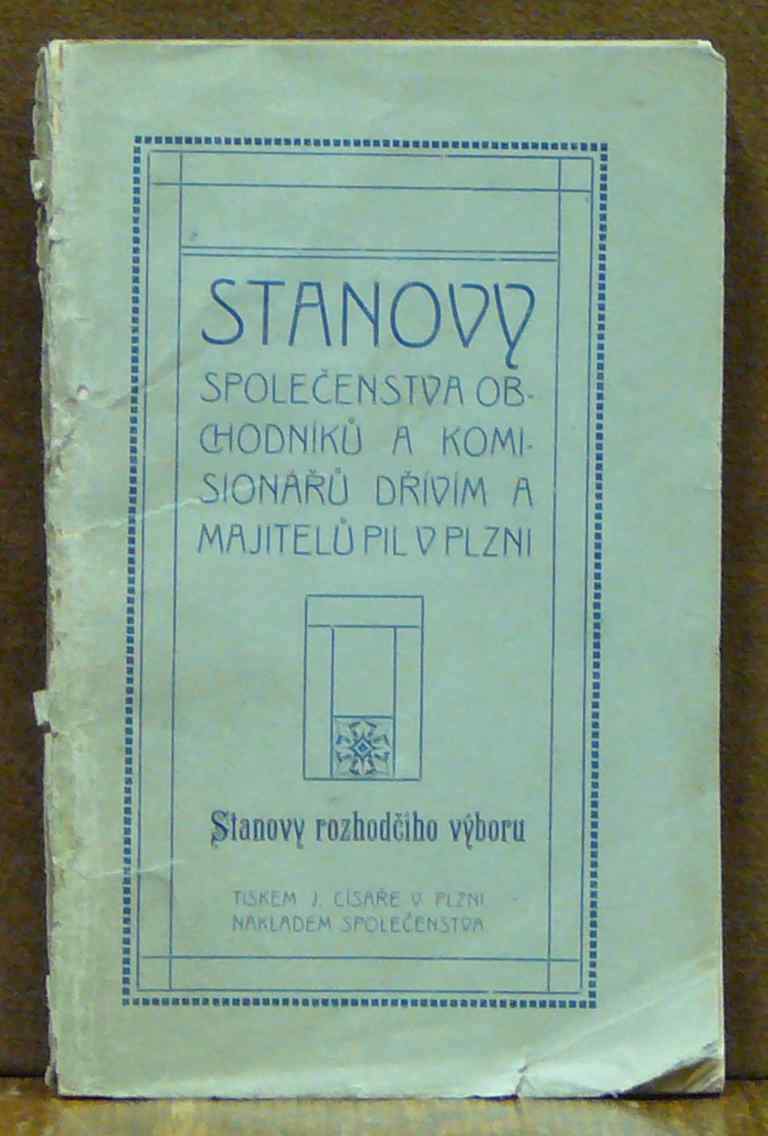 STANOVY
SPOLEČENSTVA OB-
CHODNÍKŮ A KOMI-
SIONÁŘŮ DŘÍVÍM A
MAJITELŮ PIL V PLZNI
Stanovy rozhodčího výboru
TISKEM J. CÍSAŘE V PLZNI.
NÁKLADEM SPOLEČENSTVA.